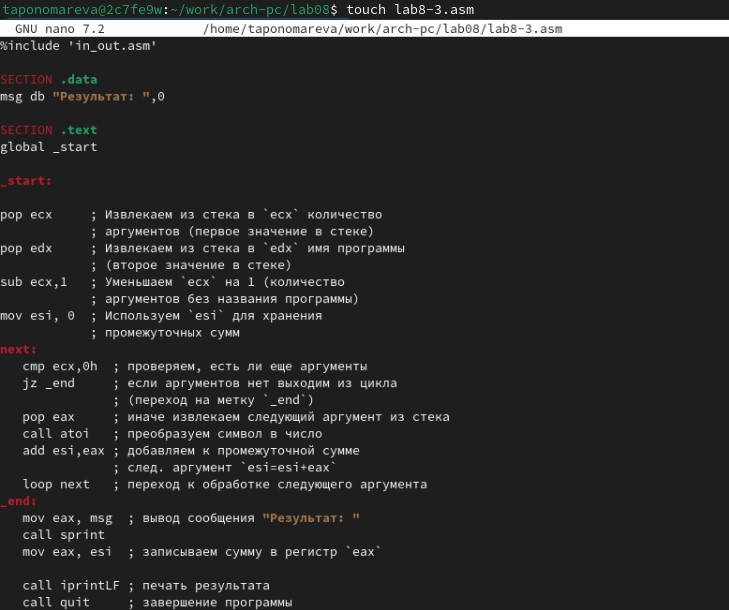 taponomareva@2c7fe9w:~/work/arch-pc/lab08$ touch lab8-3.asm
GNU nano 7.2 /home/taponomareva/work/arch-pc/lab08/lab8-3.asm
%include 'in_out.asm'
SECTION .data
msg db "Результат: ",0
SECTION .text
global _start
_start:
pop ecx ; Извлекаем из стека в `ecx` количество
; аргументов (первое значение в стеке)
pop edx ; Извлекаем из стека в `edx` имя программы
; (второе значение в стеке)
sub ecx,1 ; Уменьшаем `ecx` на 1 (количество
; аргументов без названия программы)
mov esi, 0 ; Используем `esi` для хранения
; промежуточных сумм
next:
cmp ecx,0h ; проверяем, есть ли еще аргументы
jz _end ; если аргументов нет выходим из цикла
; (переход на метку `_end`)
pop eax ; иначе извлекаем следующий аргумент из стека
call atoi ; преобразуем символ в число
add esi,eax ; добавляем к промежуточной сумме
; след. аргумент `esi=esi+eax`
loop next ; переход к обработке следующего аргумента
_end:
mov eax, msg ; вывод сообщения "Результат: "
call sprint
mov eax, esi ; записываем сумму в регистр `eax`
call iprintLF ; печать результата
call quit ; завершение программы